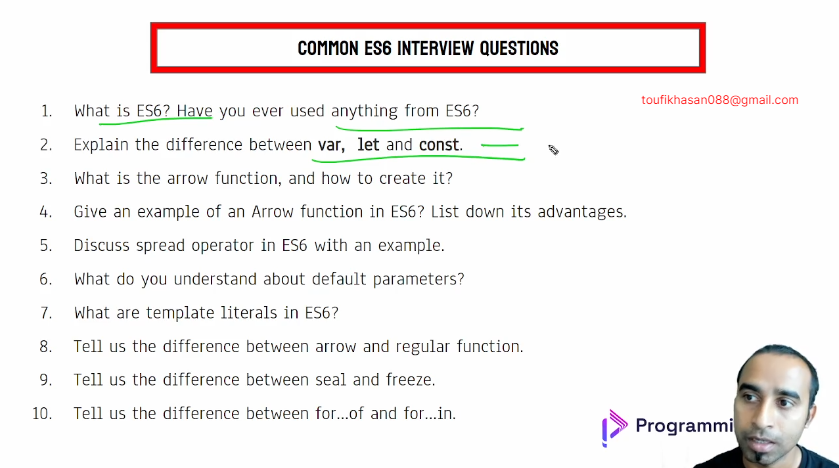 COMMON ES6 INTERVIEW QUESTIONS
toufikhasan088@gmail.com
1. What is ES6? Have you ever used anything from ES6?
2. Explain the difference between var, let and const.
3. What is the arrow function, and how to create it?
4. Give an example of an Arrow function in ES6? List down its advantages.
5. Discuss spread operator in ES6 with an example.
6. What do you understand about default parameters?
7. What are template literals in ES6?
8. Tell us the difference between arrow and regular function.
9. Tell us the difference between seal and freeze.
10. Tell us the difference between for...of and for...in.
Programmi